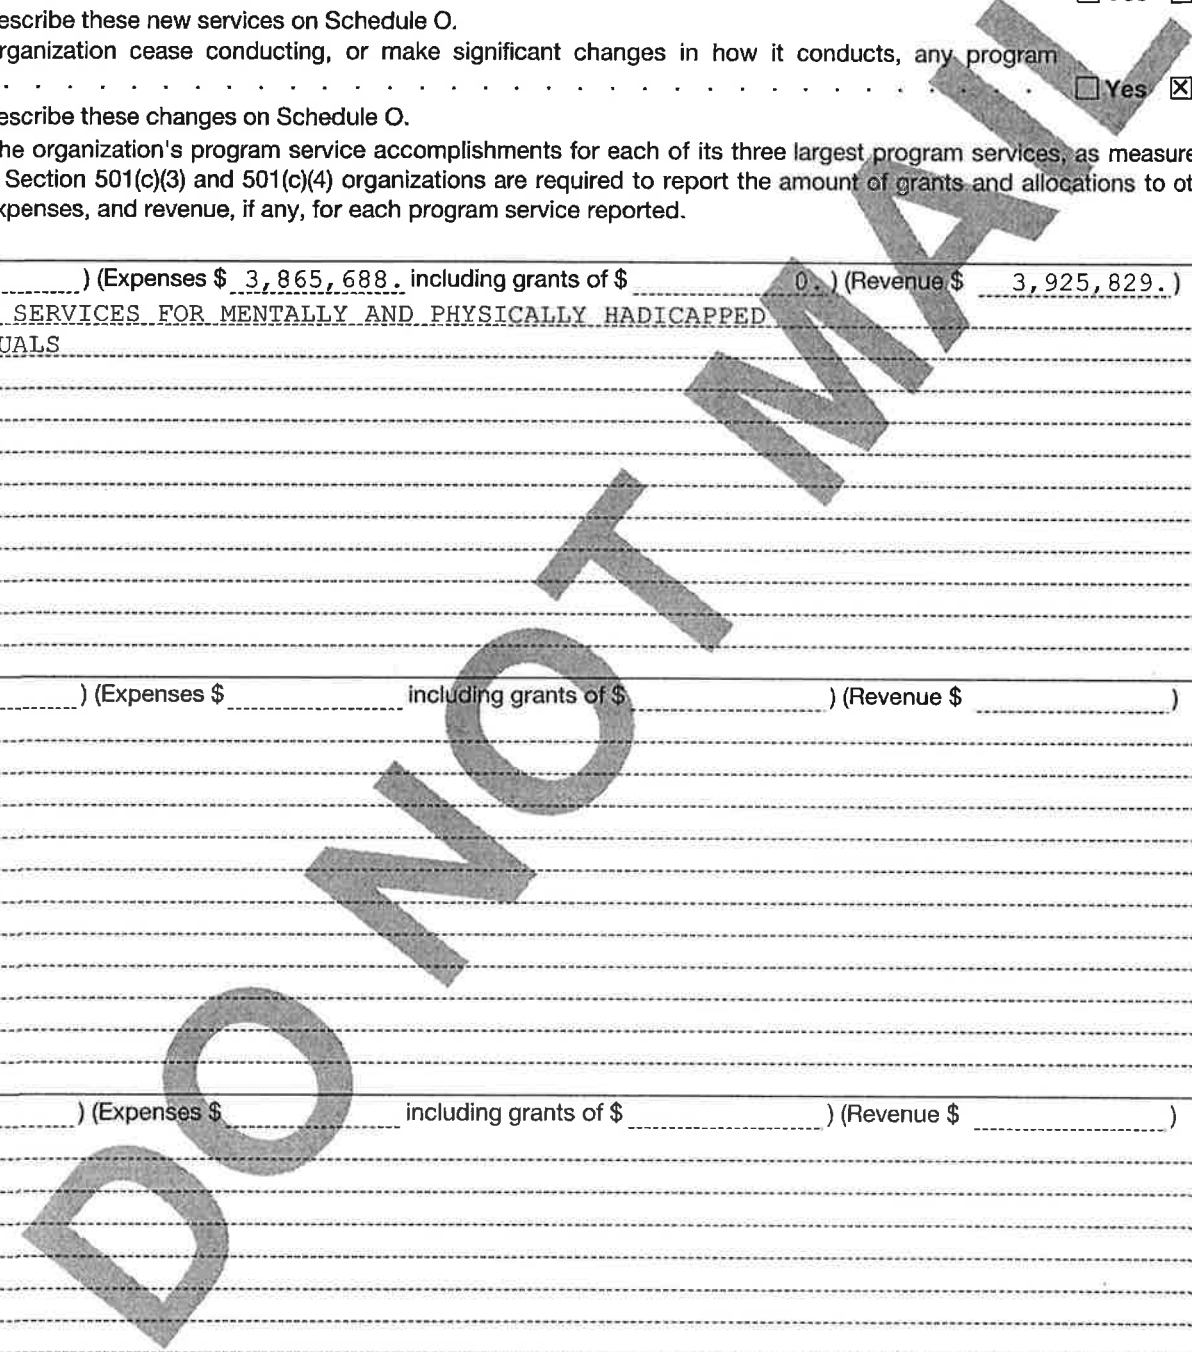 escribe these new services on Schedule O.
rganization cease conducting, or make significant changes in how it conducts, any program
. . . . . . . . . . . . . . . . . . . . . . . . . . . . . . . . . . . . ☐ Yes ☒
escribe these changes on Schedule O.
he organization's program service accomplishments for each of its three largest program services, as measure
Section 501(c)(3) and 501(c)(4) organizations are required to report the amount of grants and allocations to ot
xpenses, and revenue, if any, for each program service reported.
) (Expenses $ 3,865,688. including grants of $ 0. ) (Revenue $ 3,925,829. )
SERVICES FOR MENTALLY AND PHYSICALLY HADICAPPED
UALS
) (Expenses $ including grants of $ ) (Revenue $ )
) (Expenses $ including grants of $ ) (Revenue $ )
DO NOT MAIL